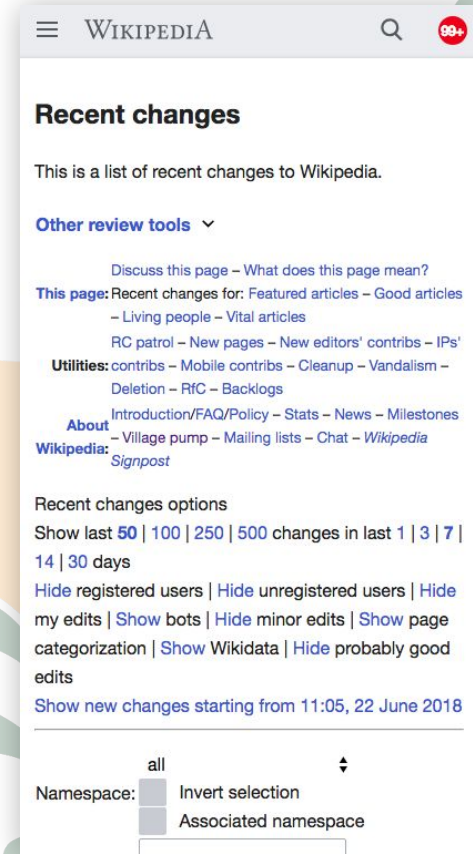 WIKIPEDIA
99+
Recent changes
This is a list of recent changes to Wikipedia.
Other review tools
Discuss this page – What does this page mean?
This page: Recent changes for: Featured articles – Good articles
– Living people – Vital articles
RC patrol – New pages – New editors' contribs – IPs'
Utilities: contribs – Mobile contribs – Cleanup – Vandalism –
Deletion – RfC – Backlogs
Introduction/FAQ/Policy – Stats – News – Milestones
About Wikipedia: – Village pump – Mailing lists – Chat – Wikipedia
Signpost
Recent changes options
Show last 50 | 100 | 250 | 500 changes in last 1 | 3 | 7 |
14 | 30 days
Hide registered users | Hide unregistered users | Hide
my edits | Show bots | Hide minor edits | Show page
categorization | Show Wikidata | Hide probably good
edits
Show new changes starting from 11:05, 22 June 2018
all
Namespace: Invert selection
Associated namespace